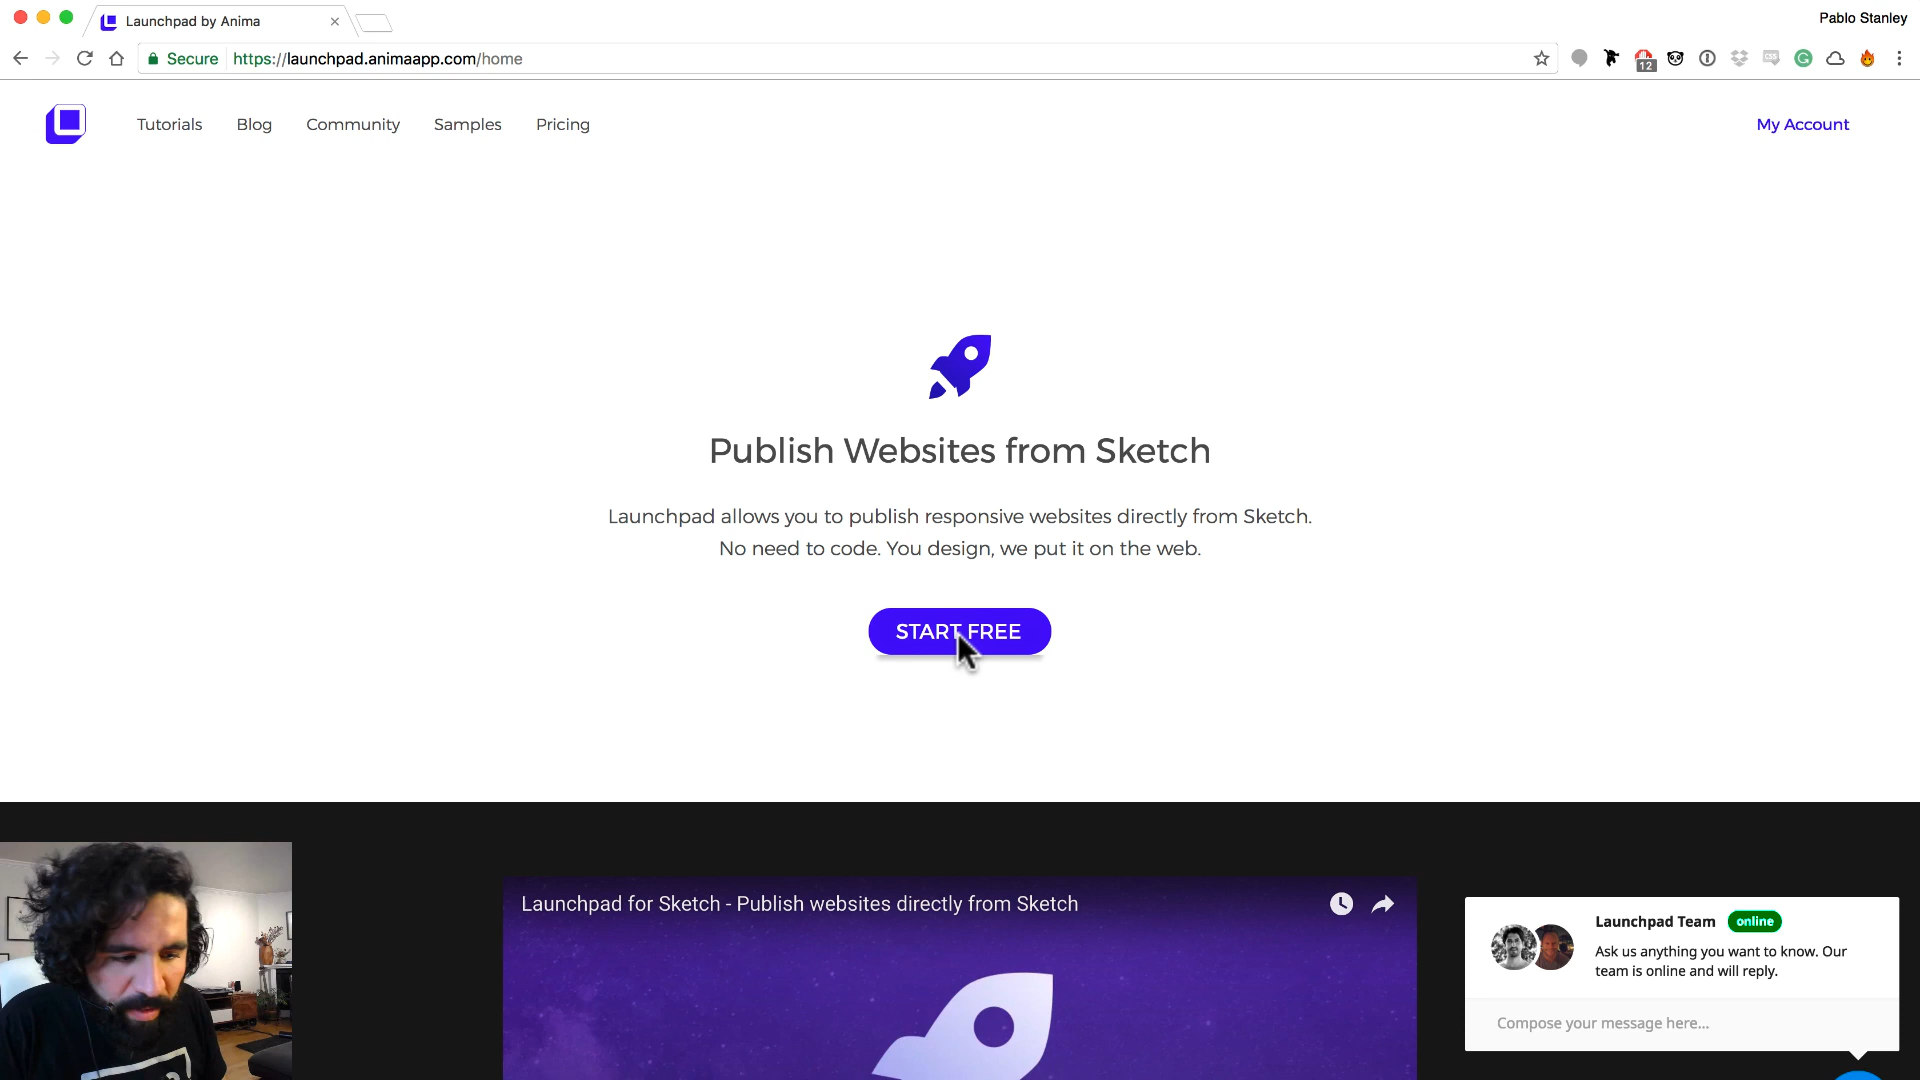 Launchpad by Anima
Pablo Stanley
Secure https://launchpad.animaapp.com/home
12
CSS
G
Tutorials Blog Community Samples Pricing My Account
Publish Websites from Sketch
Launchpad allows you to publish responsive websites directly from Sketch.
No need to code. You design, we put it on the web.
START FREE
Launchpad for Sketch - Publish websites directly from Sketch
Launchpad Team online
Ask us anything you want to know. Our
team is online and will reply.
Compose your message here...